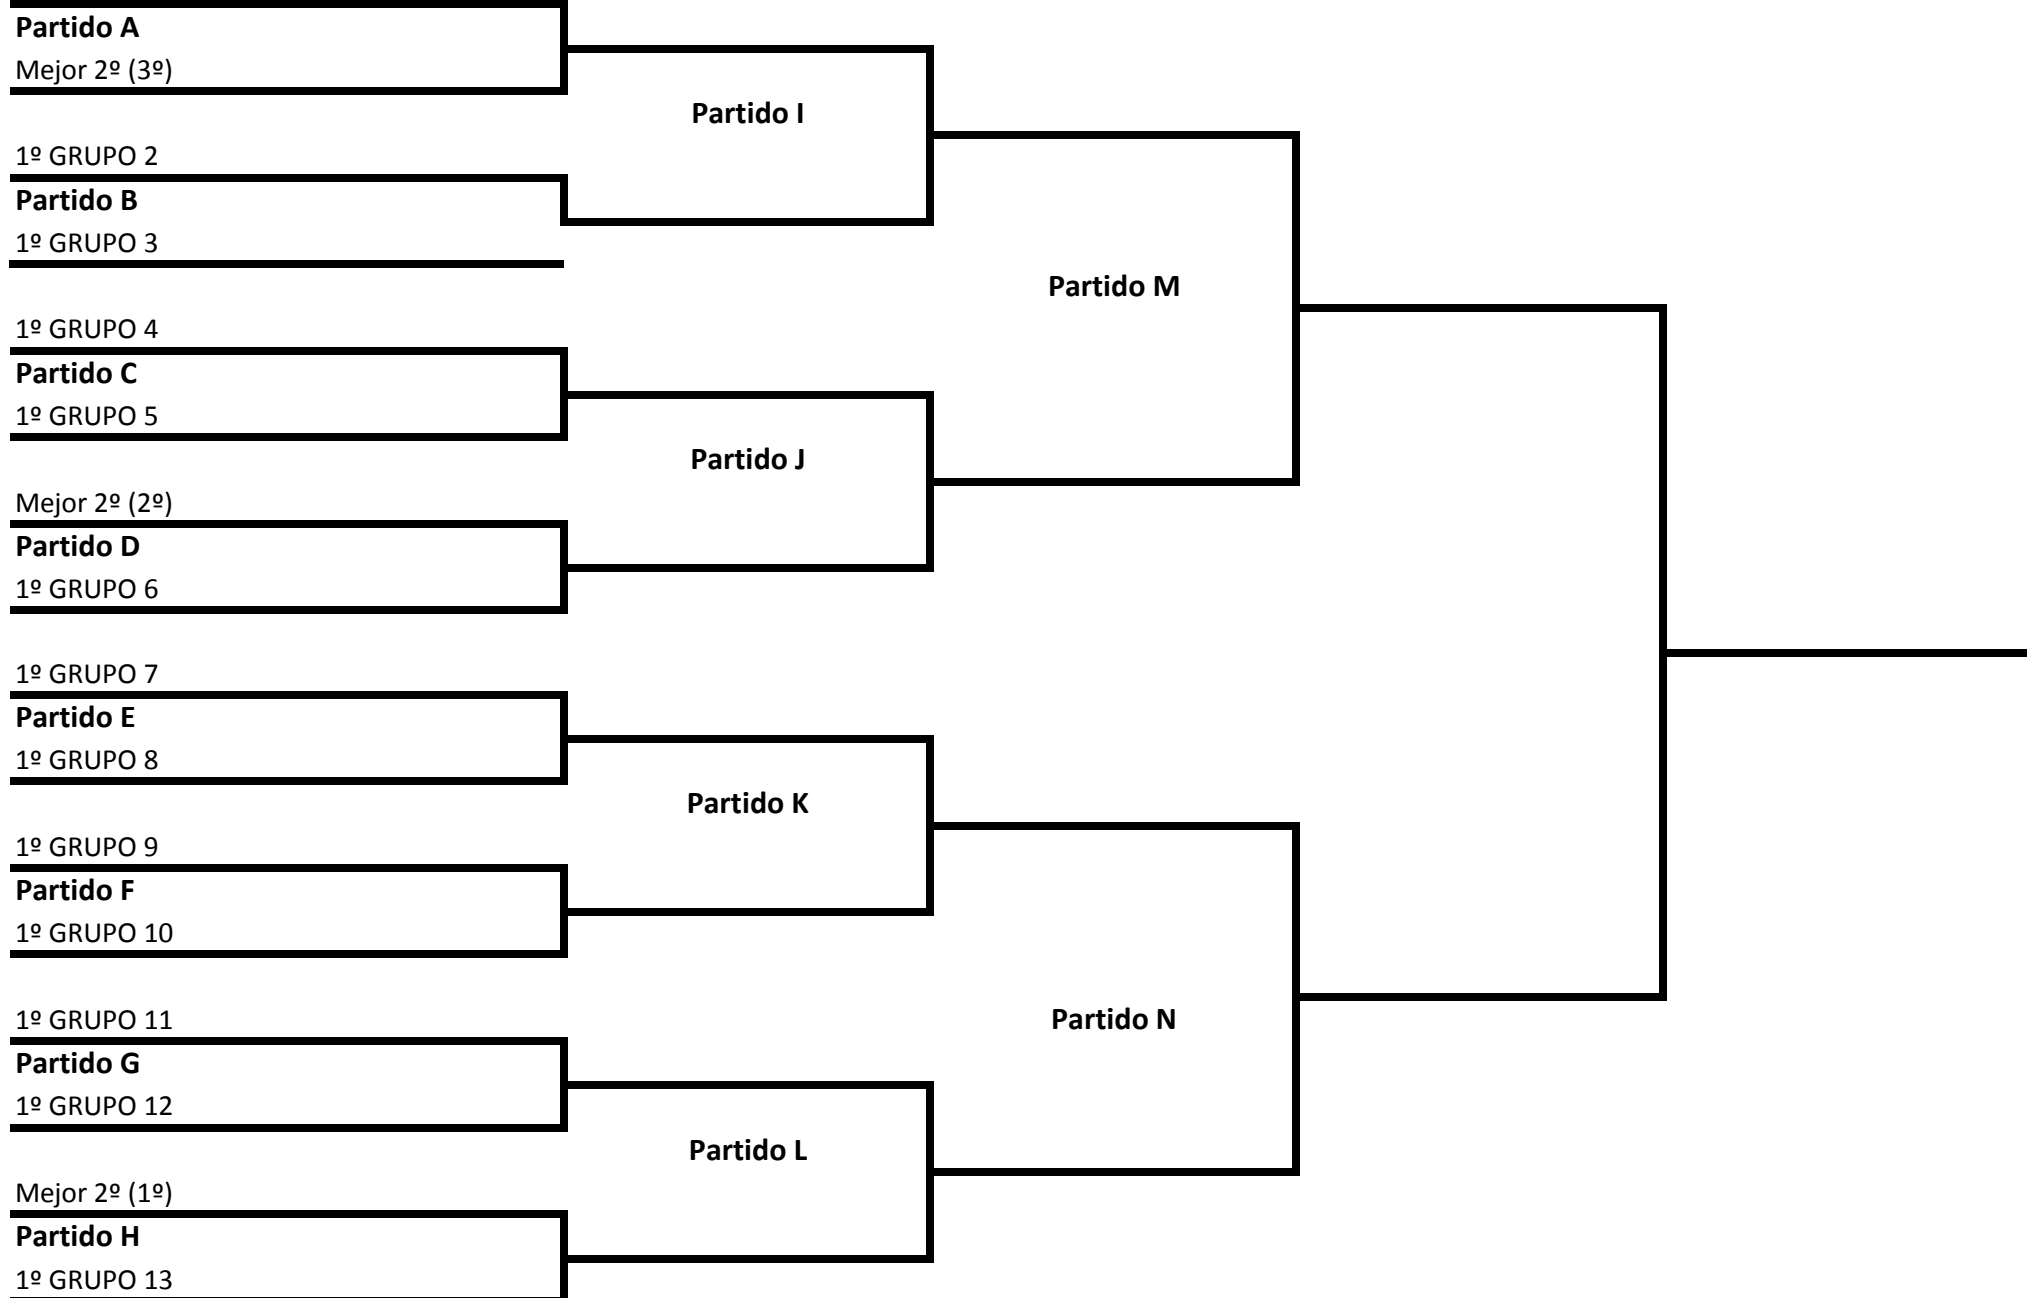 Partido A
Mejor 2º (3º)
Partido I
1º GRUPO 2
Partido B
1º GRUPO 3
Partido M
1º GRUPO 4
Partido C
1º GRUPO 5
Partido J
Mejor 2º (2º)
Partido D
1º GRUPO 6
1º GRUPO 7
Partido E
1º GRUPO 8
Partido K
1º GRUPO 9
Partido F
1º GRUPO 10
1º GRUPO 11
Partido N
Partido G
1º GRUPO 12
Partido L
Mejor 2º (1º)
Partido H
1º GRUPO 13